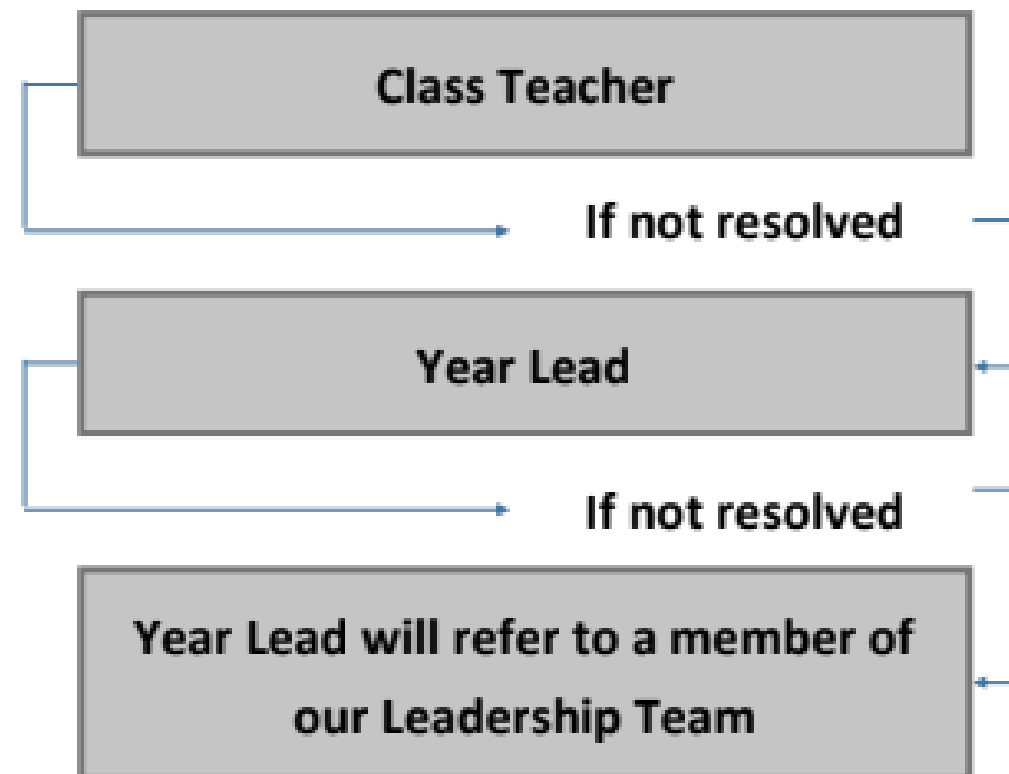 Class Teacher
If not resolved
Year Lead
If not resolved
Year Lead will refer to a member of
our Leadership Team